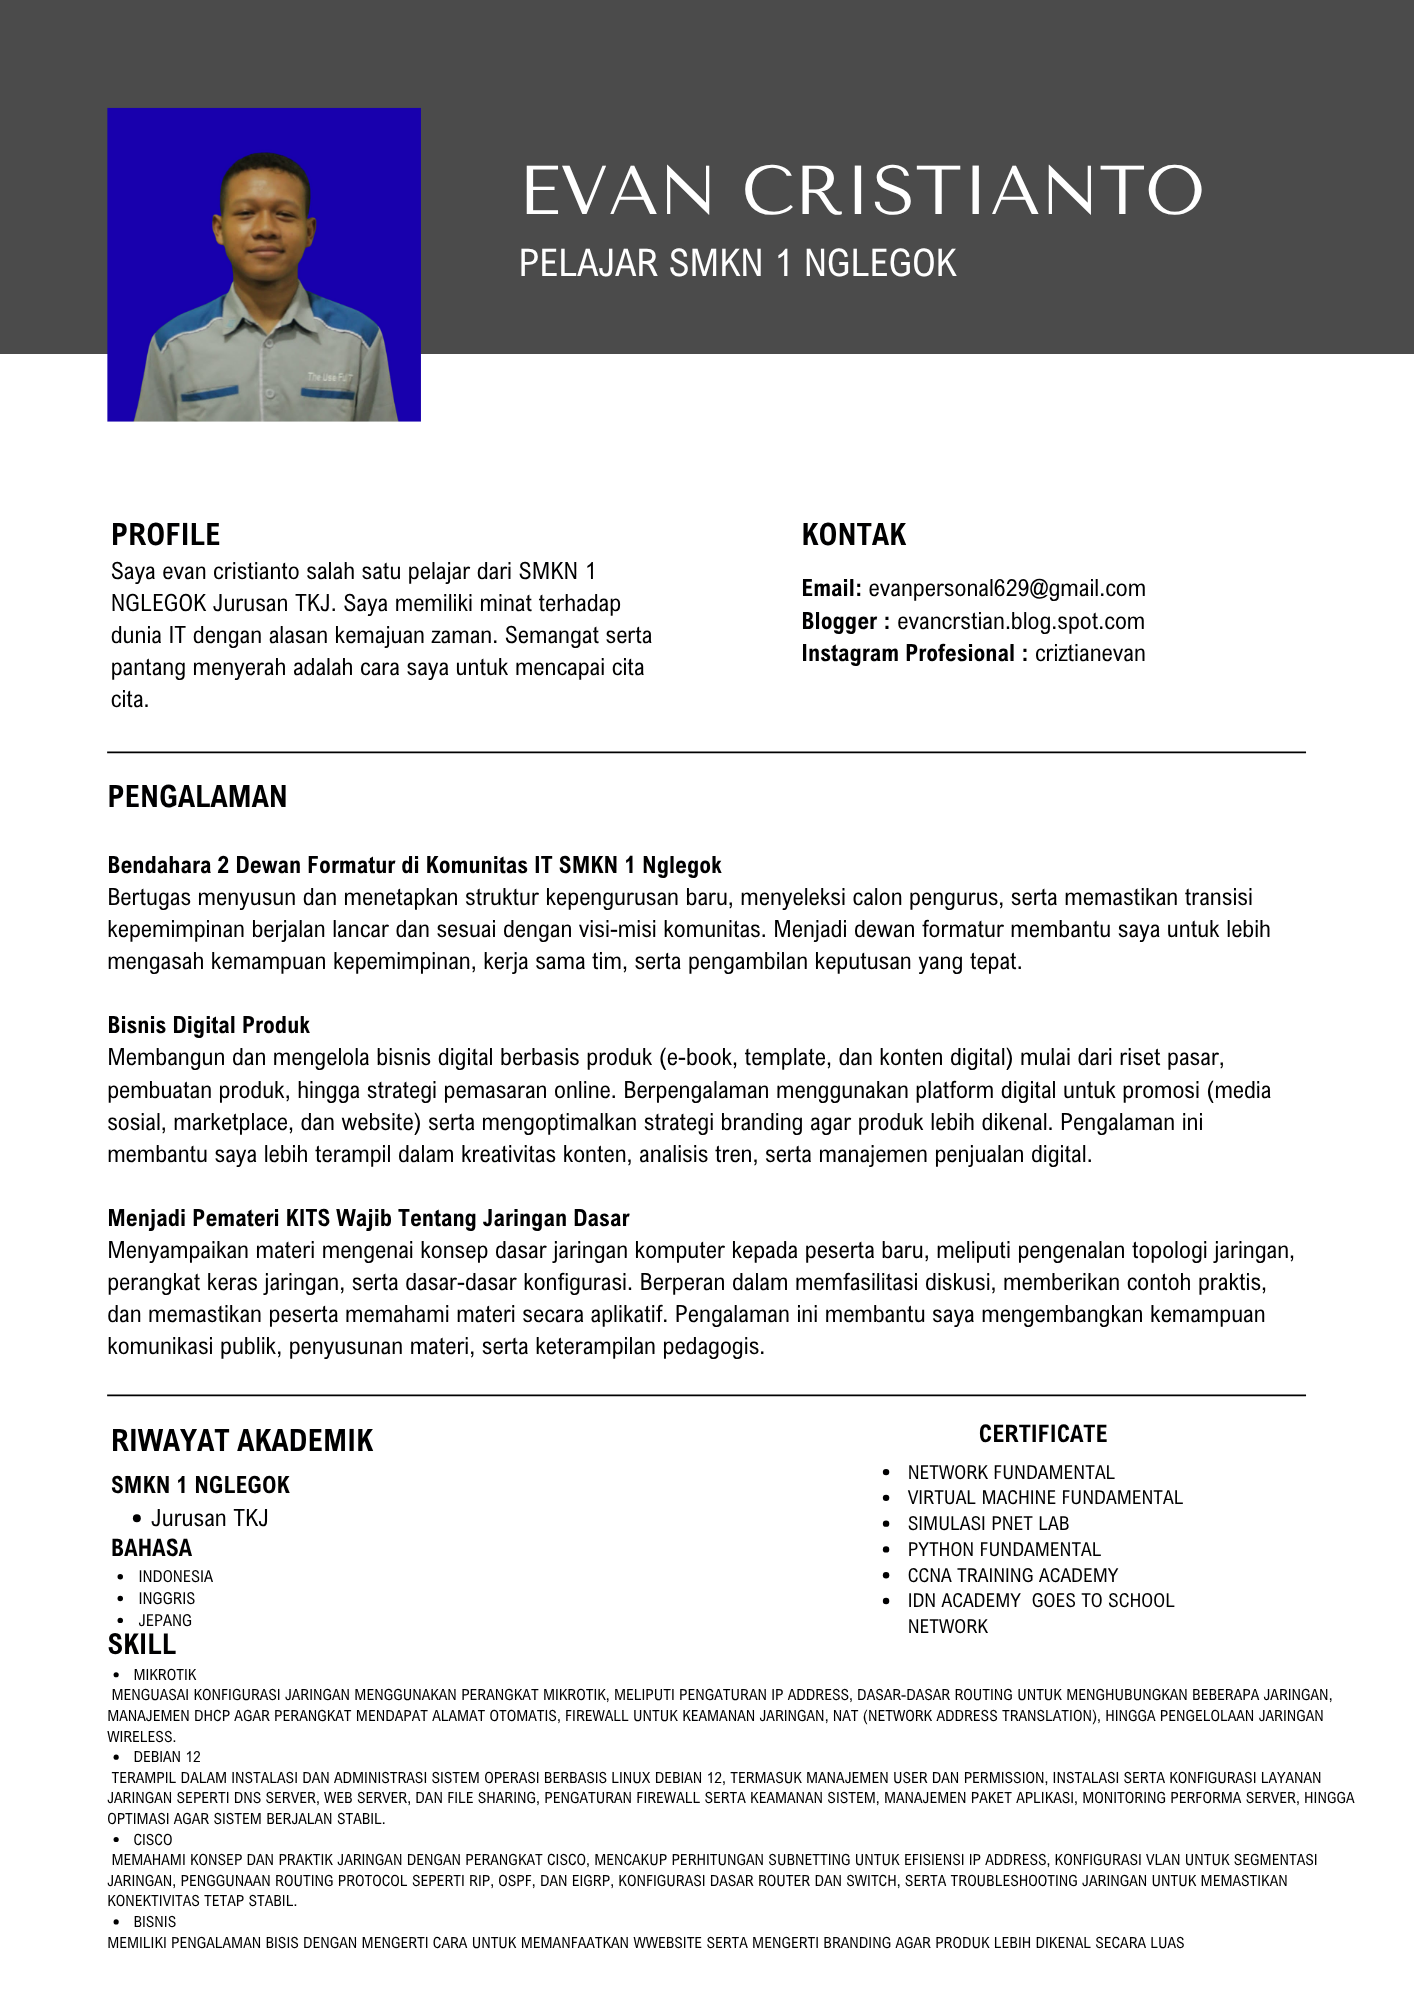 EVAN CRISTIANTO
PELAJAR SMKN 1 NGLEGOK
PROFILE
Saya evan cristianto salah satu pelajar dari SMKN 1
NGLEGOK Jurusan TKJ. Saya memiliki minat terhadap
dunia IT dengan alasan kemajuan zaman. Semangat serta
pantang menyerah adalah cara saya untuk mencapai cita
cita.
KONTAK
Email: evanpersonal629@gmail.com
Blogger : evancrstian.blog.spot.com
Instagram Profesional : criztianevan
PENGALAMAN
Bendahara 2 Dewan Formatur di Komunitas IT SMKN 1 Nglegok
Bertugas menyusun dan menetapkan struktur kepengurusan baru, menyeleksi calon pengurus, serta memastikan transisi
kepemimpinan berjalan lancar dan sesuai dengan visi-misi komunitas. Menjadi dewan formatur membantu saya untuk lebih
mengasah kemampuan kepemimpinan, kerja sama tim, serta pengambilan keputusan yang tepat.
Bisnis Digital Produk
Membangun dan mengelola bisnis digital berbasis produk (e-book, template, dan konten digital) mulai dari riset pasar,
pembuatan produk, hingga strategi pemasaran online. Berpengalaman menggunakan platform digital untuk promosi (media
sosial, marketplace, dan website) serta mengoptimalkan strategi branding agar produk lebih dikenal. Pengalaman ini
membantu saya lebih terampil dalam kreativitas konten, analisis tren, serta manajemen penjualan digital.
Menjadi Pemateri KITS Wajib Tentang Jaringan Dasar
Menyampaikan materi mengenai konsep dasar jaringan komputer kepada peserta baru, meliputi pengenalan topologi jaringan,
perangkat keras jaringan, serta dasar-dasar konfigurasi. Berperan dalam memfasilitasi diskusi, memberikan contoh praktis,
dan memastikan peserta memahami materi secara aplikatif. Pengalaman ini membantu saya mengembangkan kemampuan
komunikasi publik, penyusunan materi, serta keterampilan pedagogis.
RIWAYAT AKADEMIK
SMKN 1 NGLEGOK
• Jurusan TKJ
BAHASA
• INDONESIA
• INGGRIS
• JEPANG
CERTIFICATE
• NETWORK FUNDAMENTAL
• VIRTUAL MACHINE FUNDAMENTAL
• SIMULASI PNET LAB
• PYTHON FUNDAMENTAL
• CCNA TRAINING ACADEMY
• IDN ACADEMY GOES TO SCHOOL
NETWORK
SKILL
• MIKROTIK
MENGUASAI KONFIGURASI JARINGAN MENGGUNAKAN PERANGKAT MIKROTIK, MELIPUTI PENGATURAN IP ADDRESS, DASAR-DASAR ROUTING UNTUK MENGHUBUNGKAN BEBERAPA JARINGAN,
MANAJEMEN DHCP AGAR PERANGKAT MENDAPAT ALAMAT OTOMATIS, FIREWALL UNTUK KEAMANAN JARINGAN, NAT (NETWORK ADDRESS TRANSLATION), HINGGA PENGELOLAAN JARINGAN
WIRELESS.
• DEBIAN 12
TERAMPIL DALAM INSTALASI DAN ADMINISTRASI SISTEM OPERASI BERBASIS LINUX DEBIAN 12, TERMASUK MANAJEMEN USER DAN PERMISSION, INSTALASI SERTA KONFIGURASI LAYANAN
JARINGAN SEPERTI DNS SERVER, WEB SERVER, DAN FILE SHARING, PENGATURAN FIREWALL SERTA KEAMANAN SISTEM, MANAJEMEN PAKET APLIKASI, MONITORING PERFORMA SERVER, HINGGA
OPTIMASI AGAR SISTEM BERJALAN STABIL.
• CISCO
MEMAHAMI KONSEP DAN PRAKTIK JARINGAN DENGAN PERANGKAT CISCO, MENCAKUP PERHITUNGAN SUBNETTING UNTUK EFISIENSI IP ADDRESS, KONFIGURASI VLAN UNTUK SEGMENTASI
JARINGAN, PENGGUNAAN ROUTING PROTOCOL SEPERTI RIP, OSPF, DAN EIGRP, KONFIGURASI DASAR ROUTER DAN SWITCH, SERTA TROUBLESHOOTING JARINGAN UNTUK MEMASTIKAN
KONEKTIVITAS TETAP STABIL.
• BISNIS
MEMILIKI PENGALAMAN BISIS DENGAN MENGERTI CARA UNTUK MEMANFAATKAN WWEBSITE SERTA MENGERTI BRANDING AGAR PRODUK LEBIH DIKENAL SECARA LUAS